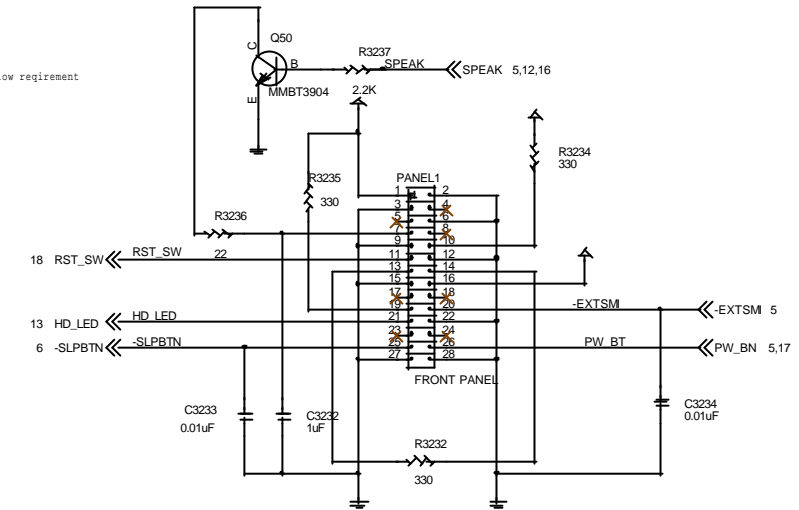 Q50
C
R3237
B
SPEAK
SPEAK 5,12,16
low reqirement
MMBT3904
E
2.2K
R3234
330
R3235
330
PANEL1
1 2
3 4
5 6
R3236
7 8
9 10
18 RST_SW RST_SW 22 11 12
13 14
15 16
17 18
19 20 -EXTSMI -EXTSMI 5
13 HD_LED HD_LED 21 22
23 24
6 -SLPBTN -SLPBTN 25 26 PW_BT PW_BN 5,17
27 28
FRONT PANEL
C3233
0.01uF
C3232
1uF
C3234
0.01uF
R3232
330